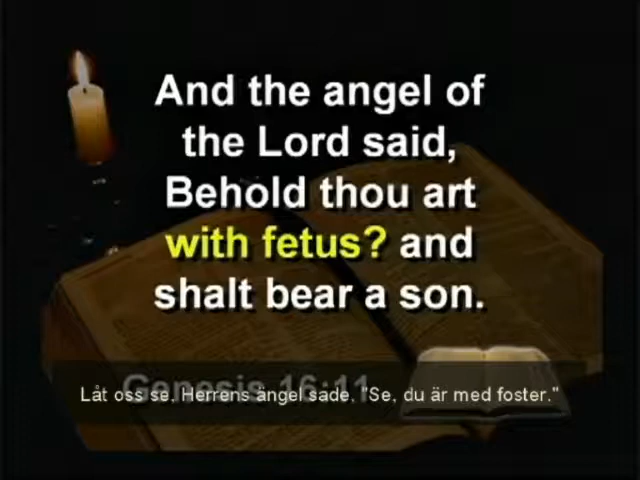 And the angel of
the Lord said,
Behold thou art
with fetus? and
shalt bear a son.
Genesis 16:11
Låt oss se, Herrens ängel sade, "Se, du är med foster."